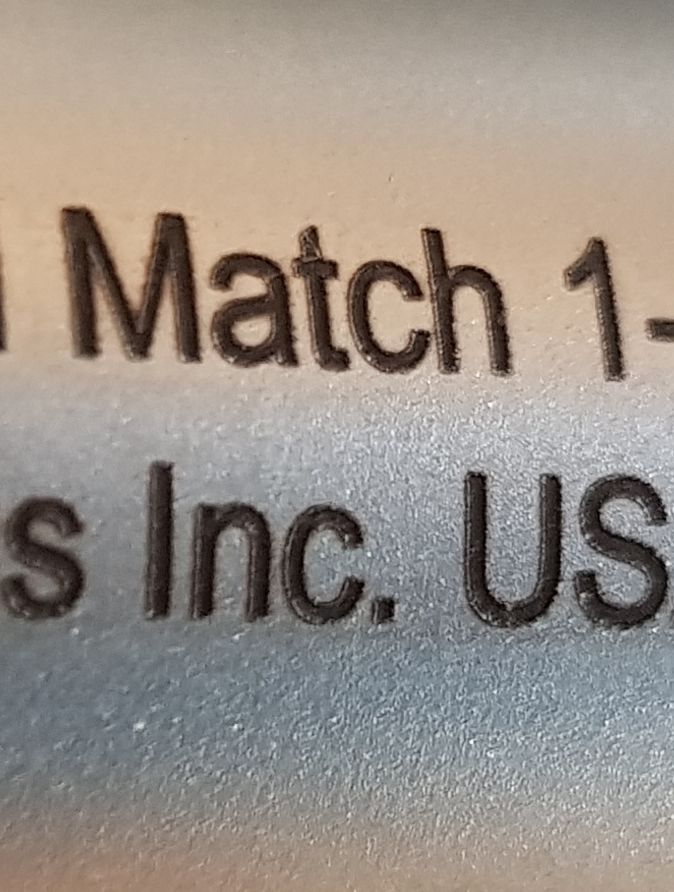 Match 1-
s Inc. US